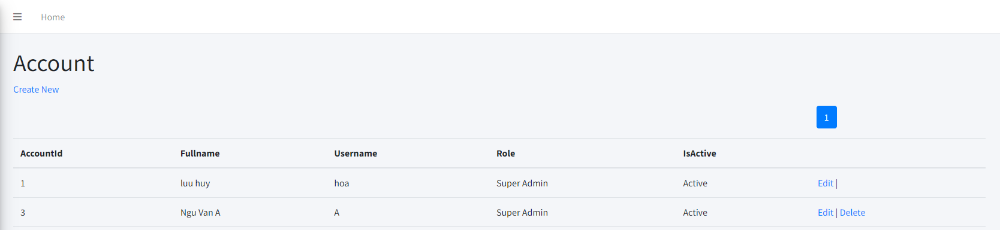 Home
Account
Create New
1
AccountId Fullname Username Role IsActive
1 luu huy hoa Super Admin Active Edit |
3 Ngu Van A A Super Admin Active Edit | Delete